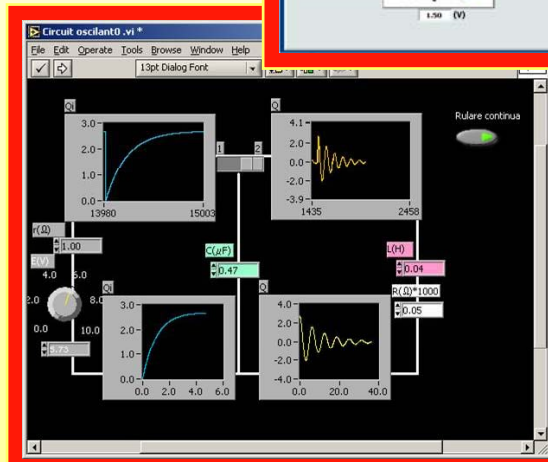 1.50 (V)
Circuit oscilant0 .vi *
File Edit Operate Tools Browse Window Help
13pt Dialog Font
Qi
3.0
2.0
1.0
0.0
13980 15003
1 2
Q
4.1
2.0
0.0
-2.0
-3.9
1435 2458
Rulare continua
r(Ω)
1.00
E(V)
4.0 6.0
2.0 8.0
0.0 10.0
5.75
C(μF)
0.47
L(H)
0.04
R(Ω)*1000
0.05
Qi
3.0
2.0
1.0
0.0
0.0 2.0 4.0 6.0
Q
4.0
2.0
0.0
-2.0
-4.0
0.0 20.0 40.0